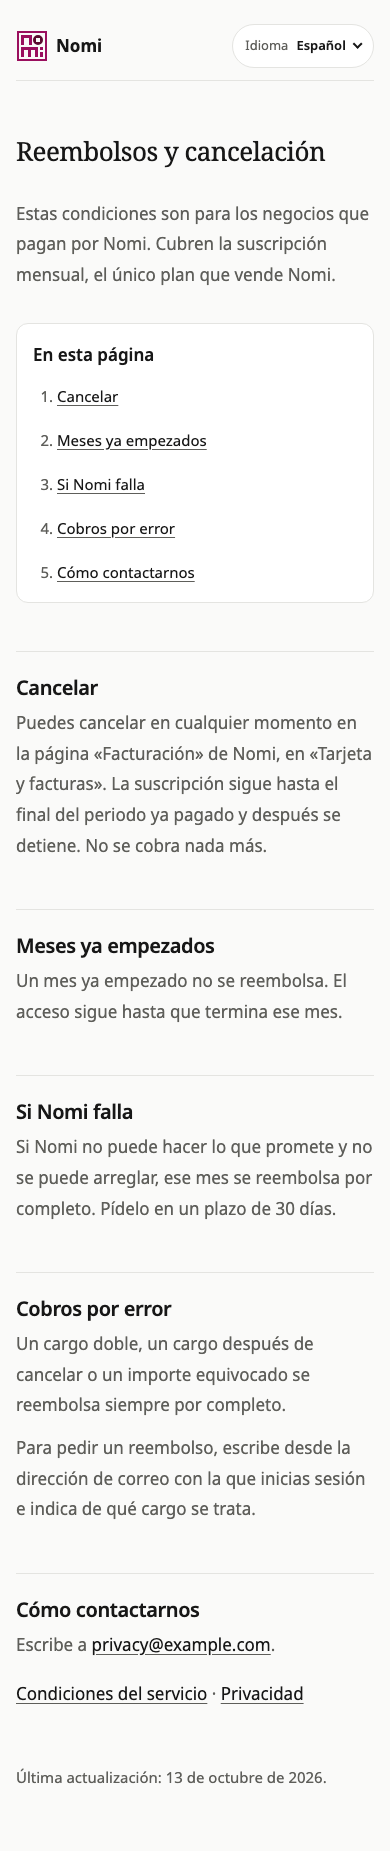 Nomi
Idioma Español
Reembolsos y cancelación
Estas condiciones son para los negocios que
pagan por Nomi. Cubren la suscripción
mensual, el único plan que vende Nomi.
En esta página
1. Cancelar
2. Meses ya empezados
3. Si Nomi falla
4. Cobros por error
5. Cómo contactarnos
Cancelar
Puedes cancelar en cualquier momento en
la página «Facturación» de Nomi, en «Tarjeta
y facturas». La suscripción sigue hasta el
final del periodo ya pagado y después se
detiene. No se cobra nada más.
Meses ya empezados
Un mes ya empezado no se reembolsa. El
acceso sigue hasta que termina ese mes.
Si Nomi falla
Si Nomi no puede hacer lo que promete y no
se puede arreglar, ese mes se reembolsa por
completo. Pídelo en un plazo de 30 días.
Cobros por error
Un cargo doble, un cargo después de
cancelar o un importe equivocado se
reembolsa siempre por completo.
Para pedir un reembolso, escribe desde la
dirección de correo con la que inicias sesión
e indica de qué cargo se trata.
Cómo contactarnos
Escribe a privacy@example.com.
Condiciones del servicio · Privacidad
Última actualización: 13 de octubre de 2026.